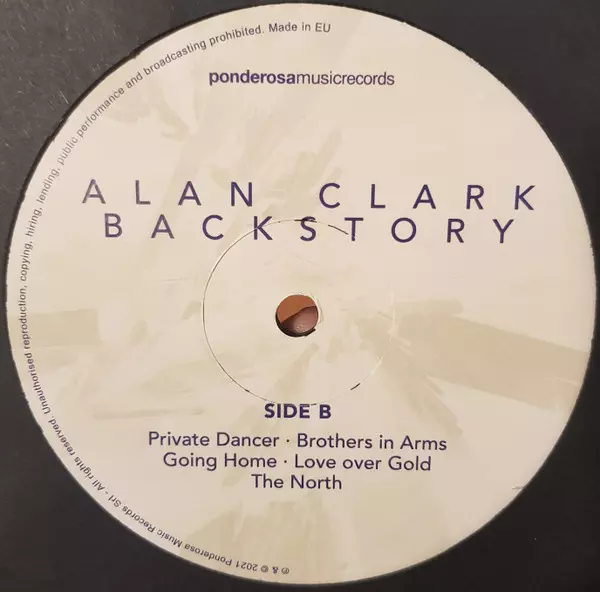 ponderosamusicrecords
ALAN CLARK
BACKSTORY
SIDE B
Private Dancer · Brothers in Arms
Going Home · Love over Gold
The North
℗ & © 2021 Ponderosa Music Records Srl - All rights reserved. Unauthorised reproduction, copying, hiring, lending, public performance and broadcasting prohibited. Made in EU